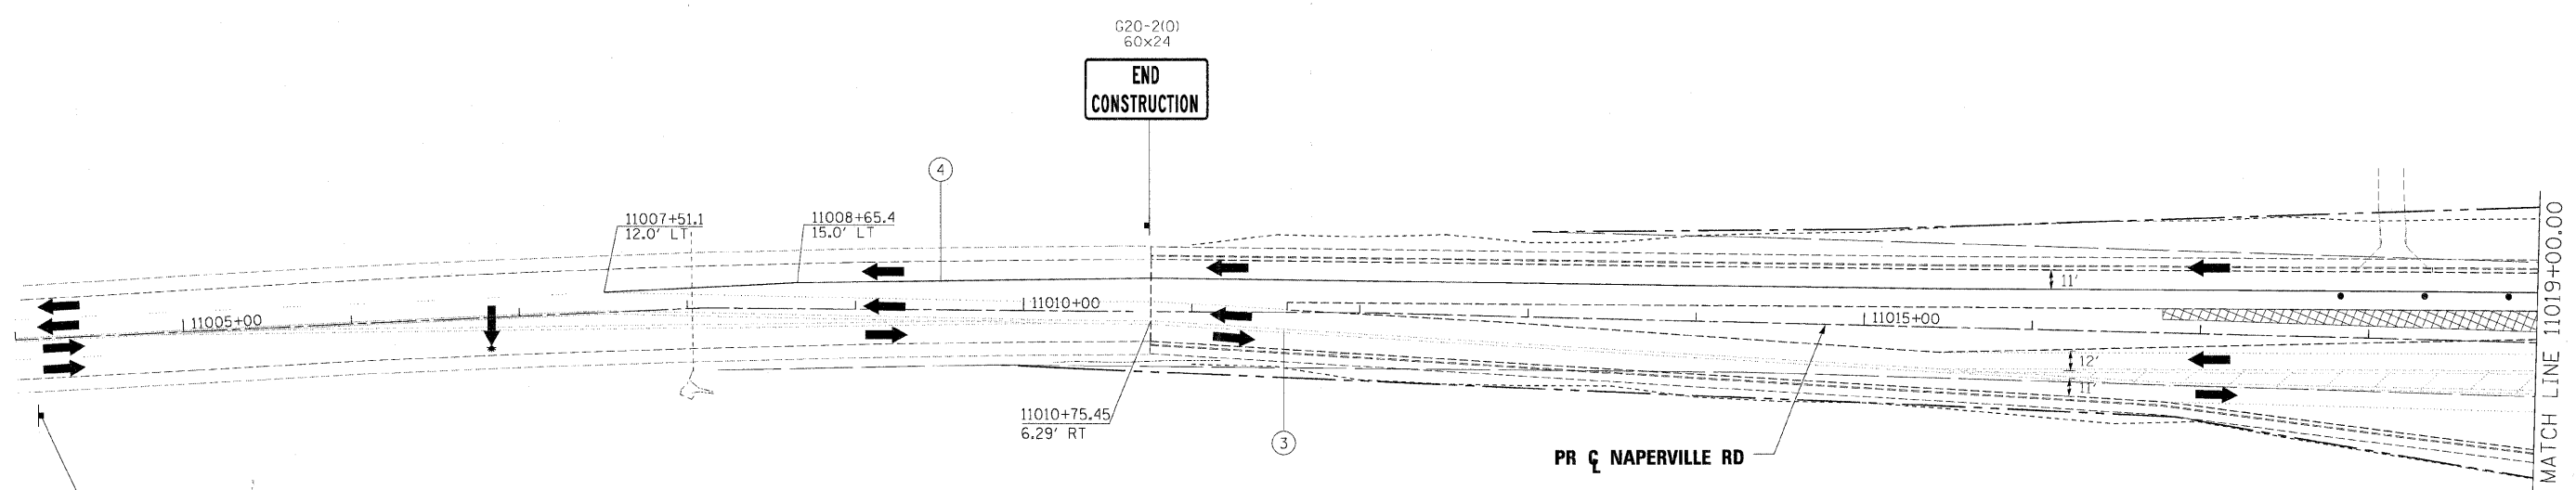 G20-2(O)
60x24
END
CONSTRUCTION
4
11007+51.1
12.0' LT
11008+65.4
15.0' LT
11'
11005+00
11010+00
11015+00
12'
11'
11010+75.45
6.29' RT
3
PR ℄ NAPERVILLE RD
MATCH LINE 11019+00.00